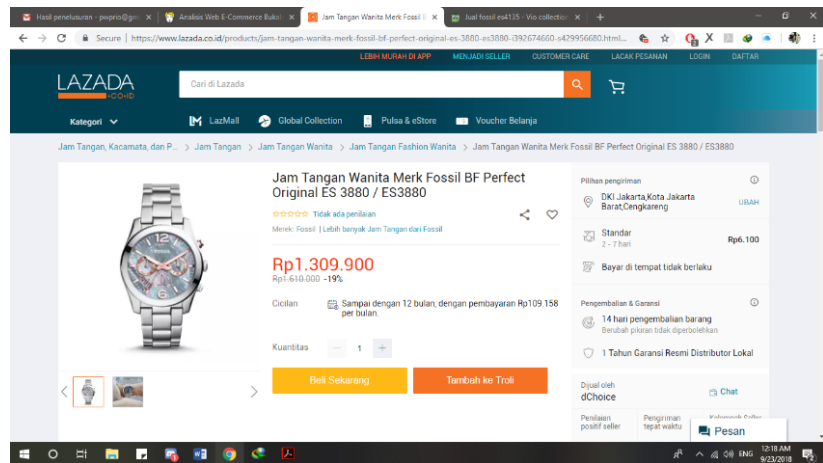 Hasil penelusuran - pwprio@gm
Analisis Web E-Commerce Bukal
Jam Tangan Wanita Merk Fossil B
Jual fossil es4135 - Vio collection
Secure | https://www.lazada.co.id/products/jam-tangan-wanita-merk-fossil-bf-perfect-original-es-3880-es3880-i392674660-s429956680.html...
LEBIH MURAH DI APP MENJADI SELLER CUSTOMER CARE LACAK PESANAN LOGIN DAFTAR
LAZADA
.CO.ID
Cari di Lazada
Kategori LazMall Global Collection Pulsa & eStore Voucher Belanja
Jam Tangan, Kacamata, dan P... > Jam Tangan > Jam Tangan Wanita > Jam Tangan Fashion Wanita > Jam Tangan Wanita Merk Fossil BF Perfect Original ES 3880 / ES3880
Jam Tangan Wanita Merk Fossil BF Perfect
Original ES 3880 / ES3880
Tidak ada penilaian
Merek: Fossil | Lebih banyak Jam Tangan dari Fossil
Rp1.309.900
Rp1.610.000 -19%
Cicilan Sampai dengan 12 bulan, dengan pembayaran Rp109.158
per bulan.
Kuantitas − 1 +
Beli Sekarang Tambah ke Troli
Pilihan pengiriman
DKI Jakarta,Kota Jakarta
Barat,Cengkareng
UBAH
Standar
2 - 7 hari
Rp6.100
Bayar di tempat tidak berlaku
Pengembalian & Garansi
14 hari pengembalian barang
Berubah pikiran tidak diperbolehkan
1 Tahun Garansi Resmi Distributor Lokal
Dijual oleh
dChoice
Chat
Penilaian
positif seller
Pengiriman
tepat waktu
Pesan
12
ENG
12:18 AM
9/23/2018